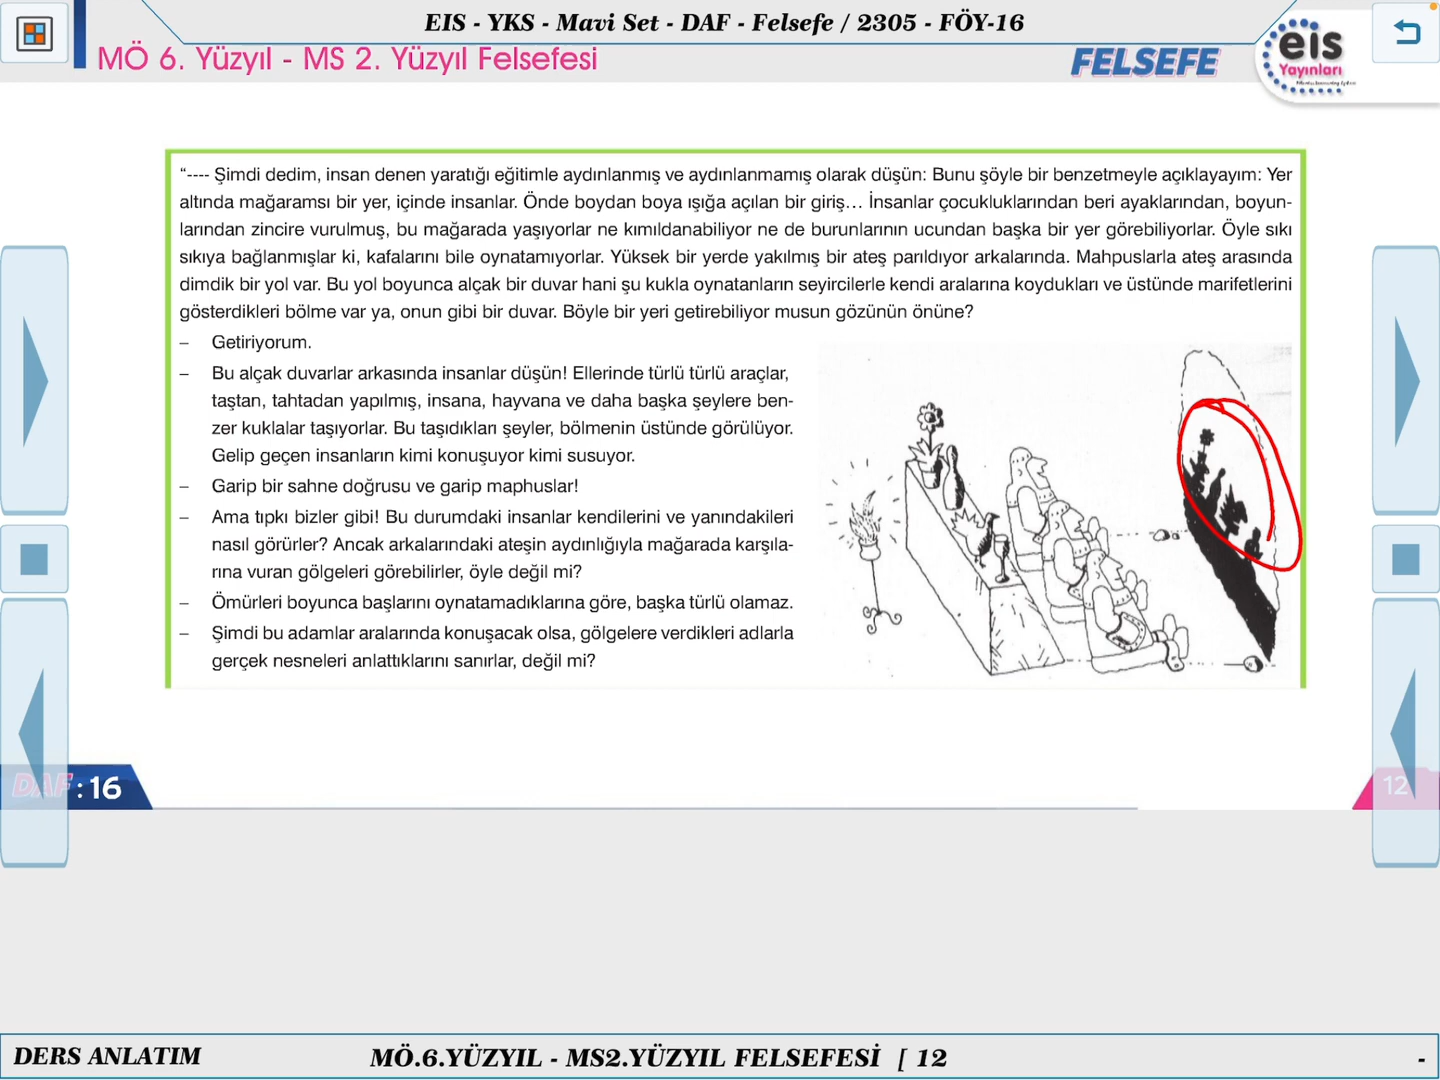 EIS - YKS - Mavi Set - DAF - Felsefe / 2305 - FÖY-16
MÖ 6. Yüzyıl - MS 2. Yüzyıl Felsefesi
FELSEFE
eis
Yayınları
“---- Şimdi dedim, insan denen yaratığı eğitimle aydınlanmış ve aydınlanmamış olarak düşün: Bunu şöyle bir benzetmeyle açıklayayım: Yer
altında mağaramsı bir yer, içinde insanlar. Önde boydan boya ışığa açılan bir giriş… İnsanlar çocukluklarından beri ayaklarından, boyun-
larından zincire vurulmuş, bu mağarada yaşıyorlar ne kımıldanabiliyor ne de burunlarının ucundan başka bir yer görebiliyorlar. Öyle sıkı
sıkıya bağlanmışlar ki, kafalarını bile oynatamıyorlar. Yüksek bir yerde yakılmış bir ateş parıldıyor arkalarında. Mahpuslarla ateş arasında
dimdik bir yol var. Bu yol boyunca alçak bir duvar hani şu kukla oynatanların seyircilerle kendi aralarına koydukları ve üstünde marifetlerini
gösterdikleri bölme var ya, onun gibi bir duvar. Böyle bir yeri getirebiliyor musun gözünün önüne?
– Getiriyorum.
– Bu alçak duvarlar arkasında insanlar düşün! Ellerinde türlü türlü araçlar,
taştan, tahtadan yapılmış, insana, hayvana ve daha başka şeylere ben-
zer kuklalar taşıyorlar. Bu taşıdıkları şeyler, bölmenin üstünde görülüyor.
Gelip geçen insanların kimi konuşuyor kimi susuyor.
– Garip bir sahne doğrusu ve garip maphuslar!
– Ama tıpkı bizler gibi! Bu durumdaki insanlar kendilerini ve yanındakileri
nasıl görürler? Ancak arkalarındaki ateşin aydınlığıyla mağarada karşıla-
rına vuran gölgeleri görebilirler, öyle değil mi?
– Ömürleri boyunca başlarını oynatamadıklarına göre, başka türlü olamaz.
– Şimdi bu adamlar aralarında konuşacak olsa, gölgelere verdikleri adlarla
gerçek nesneleri anlattıklarını sanırlar, değil mi?
DAF : 16
12
DERS ANLATIM
MÖ.6.YÜZYIL - MS2.YÜZYIL FELSEFESİ [ 12
-